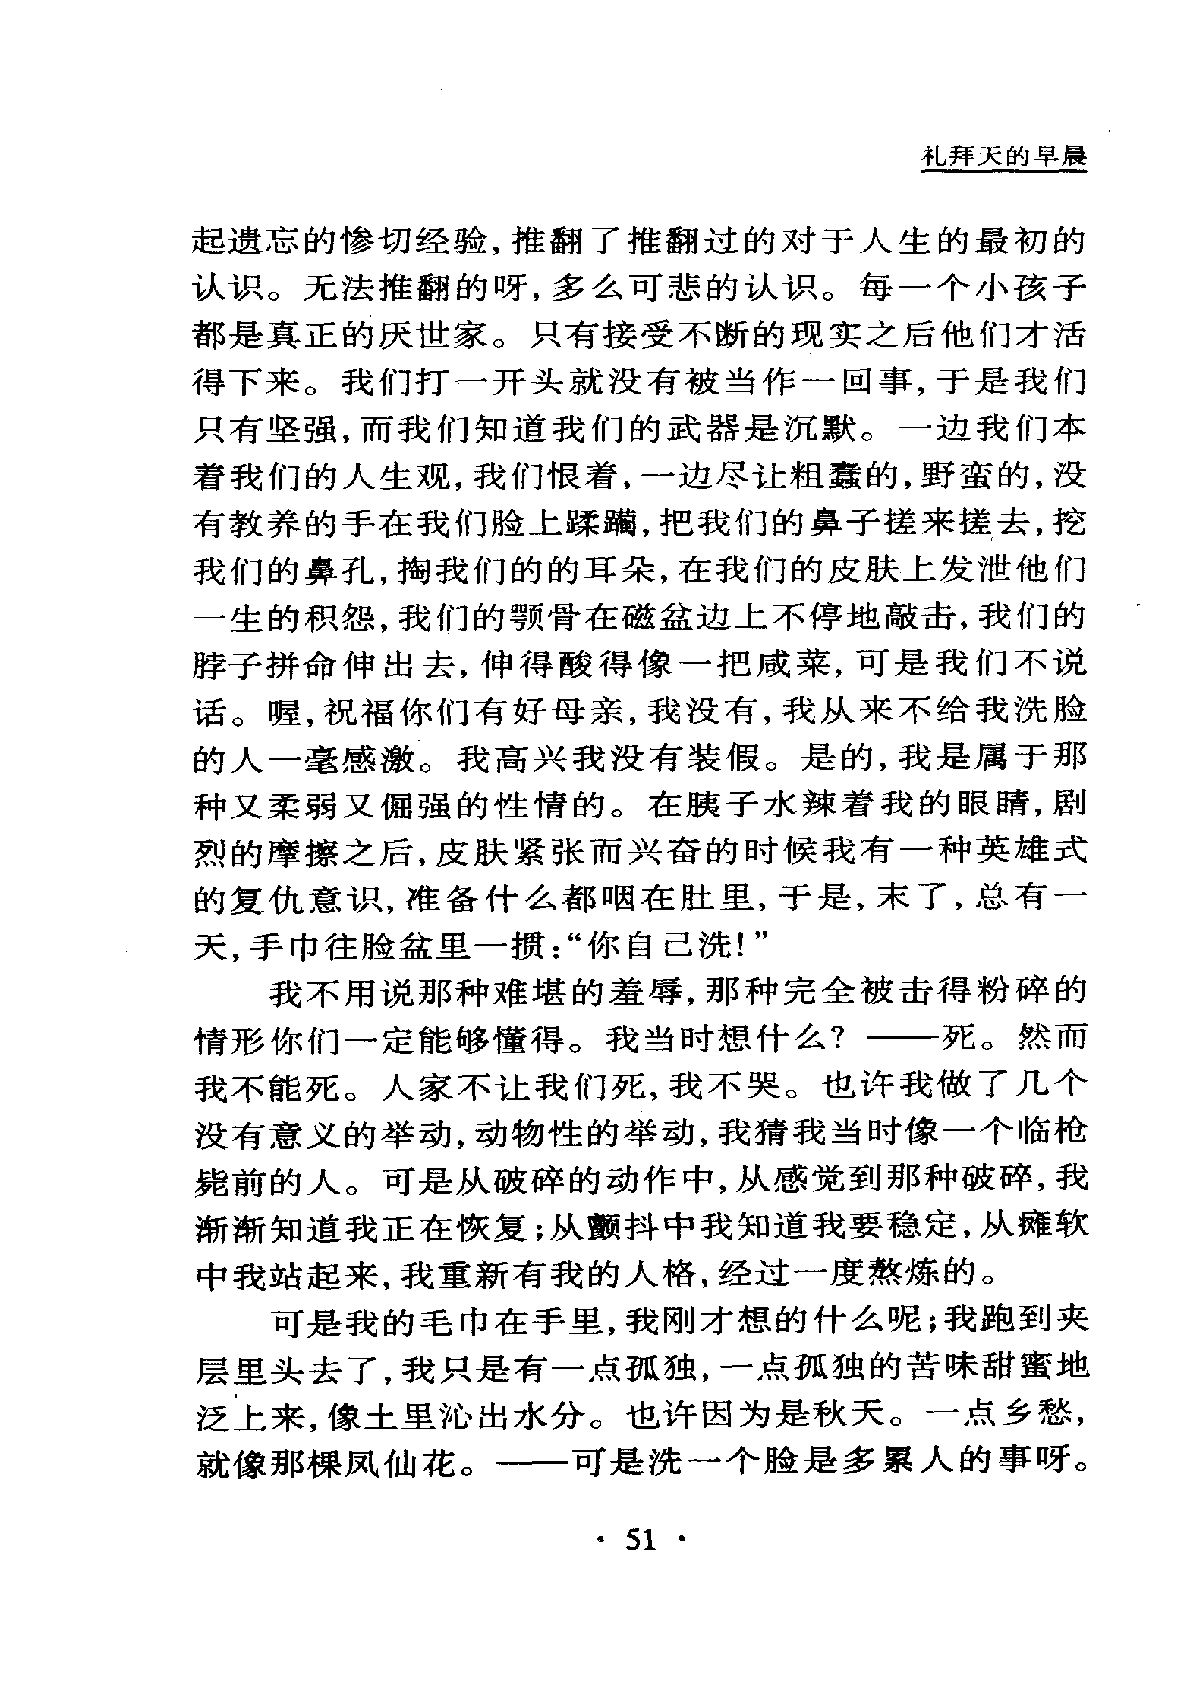 礼拜天的早晨
起遗忘的惨切经验,推翻了推翻过的对于人生的最初的
认识。无法推翻的呀,多么可悲的认识。每一个小孩子
都是真正的厌世家。只有接受不断的现实之后他们才活
得下来。我们打一开头就没有被当作一回事,于是我们
只有坚强,而我们知道我们的武器是沉默。一边我们本
着我们的人生观,我们恨着,一边尽让粗蠢的,野蛮的,没
有教养的手在我们脸上蹂躏,把我们的鼻子搓来搓去,挖
我们的鼻孔,掏我们的的耳朵,在我们的皮肤上发泄他们
一生的积怨,我们的颚骨在磁盆边上不停地敲击,我们的
脖子拼命伸出去,伸得酸得像一把咸菜,可是我们不说
话。喔,祝福你们有好母亲,我没有,我从来不给我洗脸
的人一毫感激。我高兴我没有装假。是的,我是属于那
种又柔弱又倔强的性情的。在胰子水辣着我的眼睛,剧
烈的摩擦之后,皮肤紧张而兴奋的时候我有一种英雄式
的复仇意识,准备什么都咽在肚里,于是,末了,总有一
天,手巾往脸盆里一掼:“你自己洗!”
我不用说那种难堪的羞辱,那种完全被击得粉碎的
情形你们一定能够懂得。我当时想什么？——死。然而
我不能死。人家不让我们死,我不哭。也许我做了几个
没有意义的举动,动物性的举动,我猜我当时像一个临枪
毙前的人。可是从破碎的动作中,从感觉到那种破碎,我
渐渐知道我正在恢复;从颤抖中我知道我要稳定,从瘫软
中我站起来,我重新有我的人格,经过一度熬炼的。
可是我的毛巾在手里,我刚才想的什么呢;我跑到夹
层里头去了,我只是有一点孤独,一点孤独的苦味甜蜜地
泛上来,像土里沁出水分。也许因为是秋天。一点乡愁,
就像那棵凤仙花。——可是洗一个脸是多累人的事呀。
· 51 ·